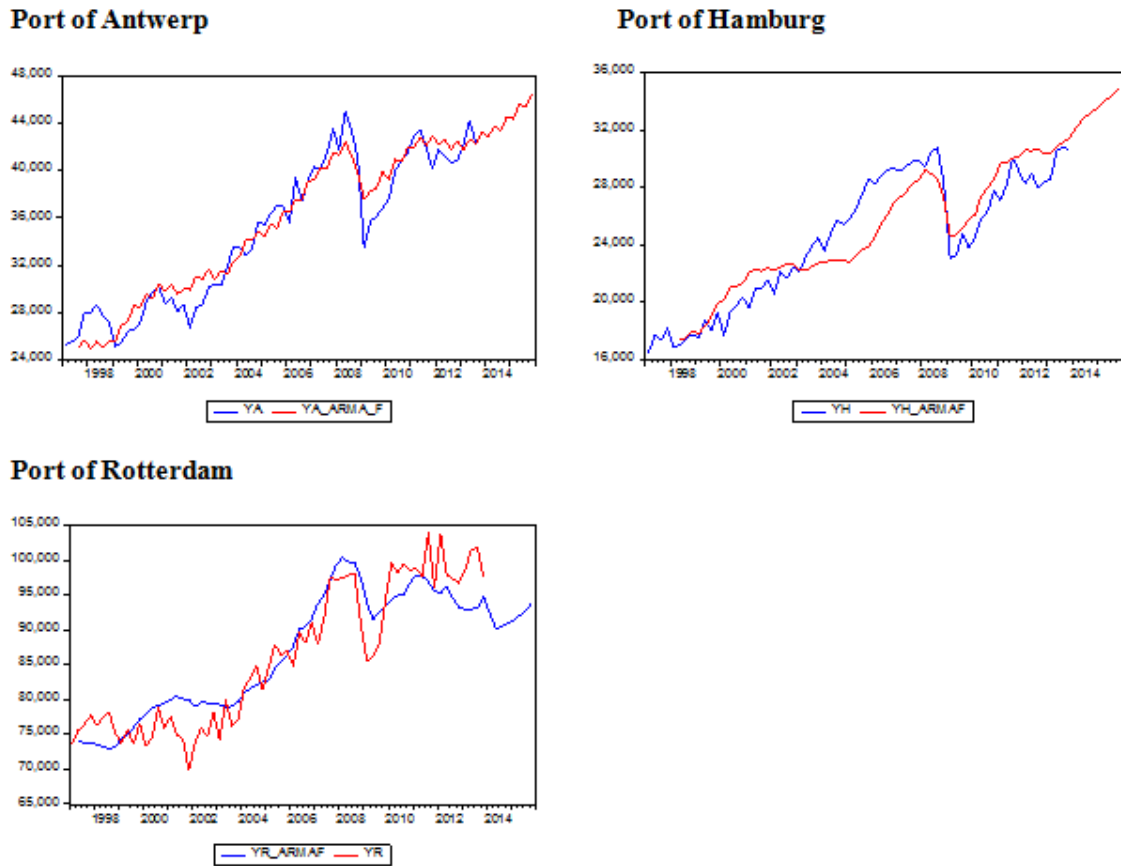 Port of Antwerp
48,000
44,000
40,000
36,000
32,000
28,000
24,000
1998 2000 2002 2004 2006 2008 2010 2012 2014
YA YA_ARMA_F
Port of Hamburg
36,000
32,000
28,000
24,000
20,000
16,000
1998 2000 2002 2004 2006 2008 2010 2012 2014
YH YH_ARMAF
Port of Rotterdam
105,000
100,000
95,000
90,000
85,000
80,000
75,000
70,000
65,000
1998 2000 2002 2004 2006 2008 2010 2012 2014
YR_ARMAF YR